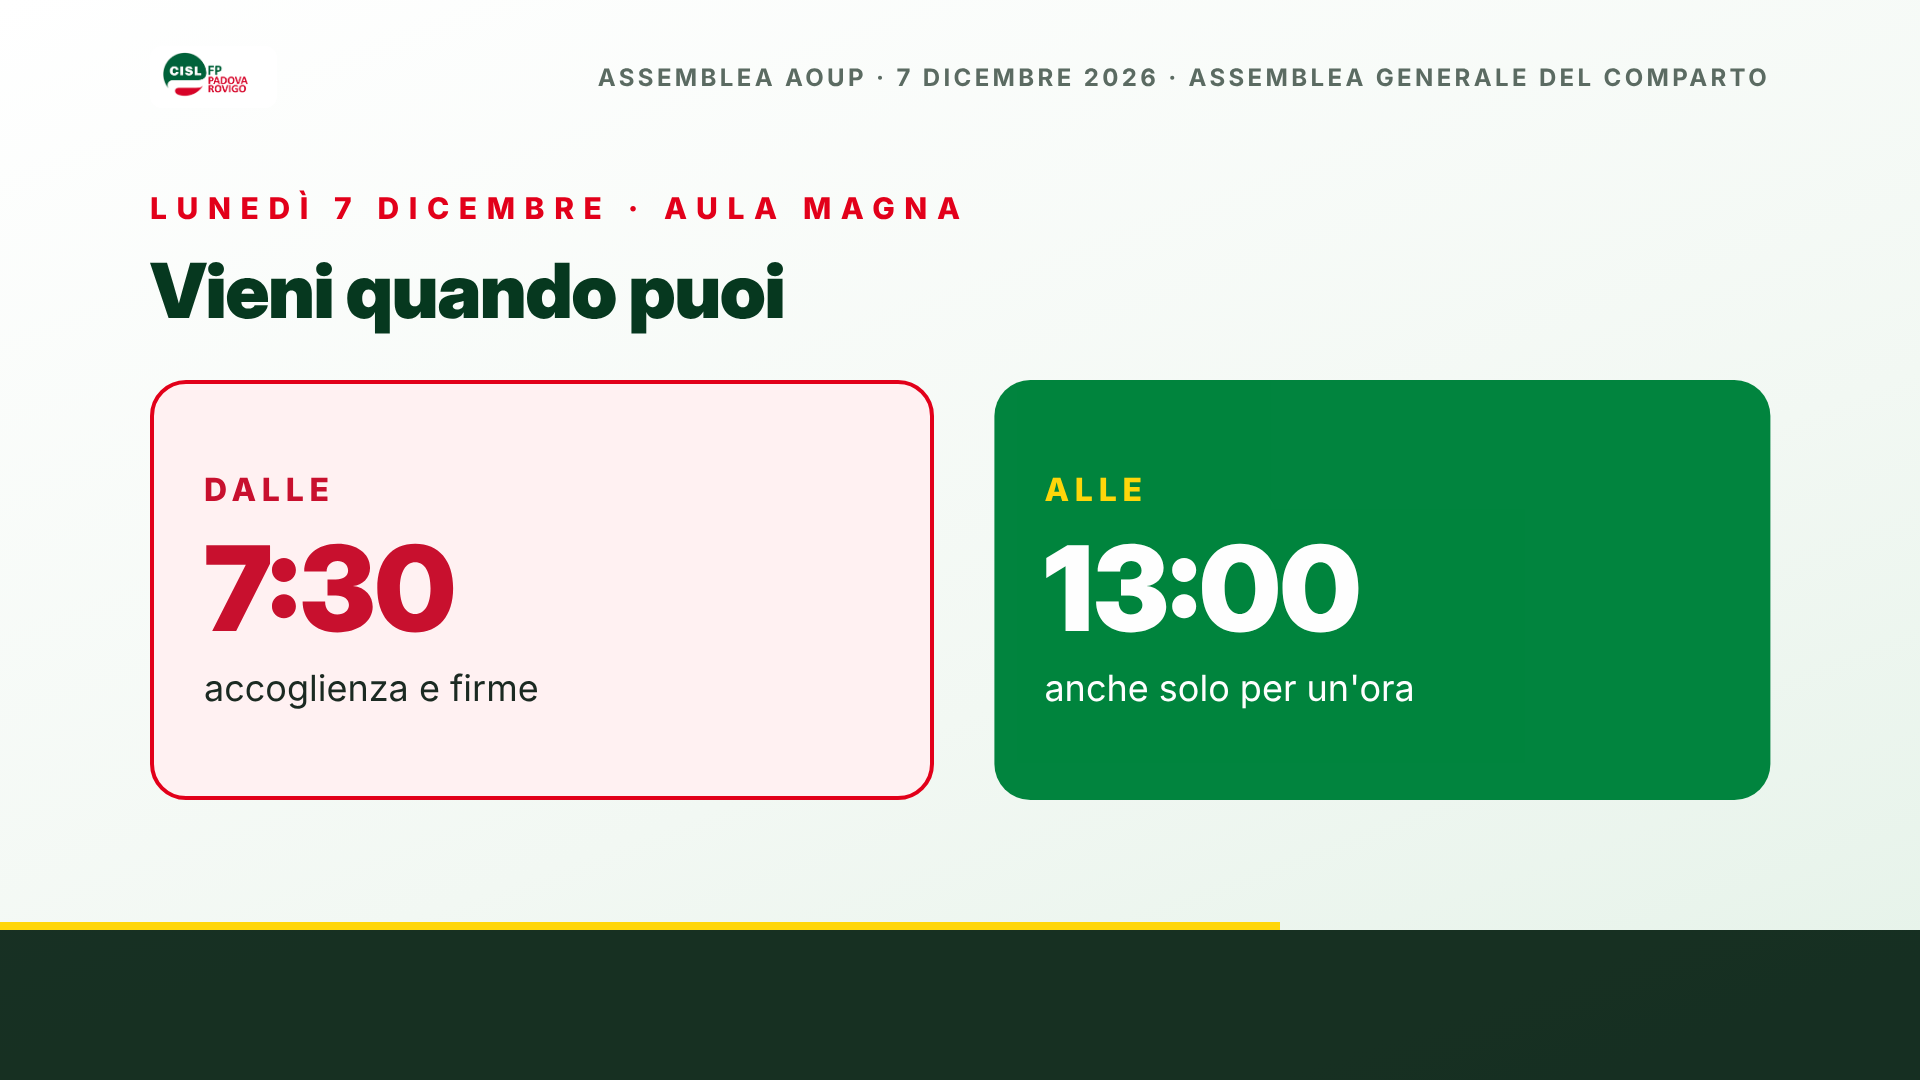 CISL FP
PADOVA
ROVIGO
ASSEMBLEA AOUP · 7 DICEMBRE 2026 · ASSEMBLEA GENERALE DEL COMPARTO
LUNEDÌ 7 DICEMBRE · AULA MAGNA
Vieni quando puoi
DALLE
7:30
accoglienza e firme
ALLE
13:00
anche solo per un'ora